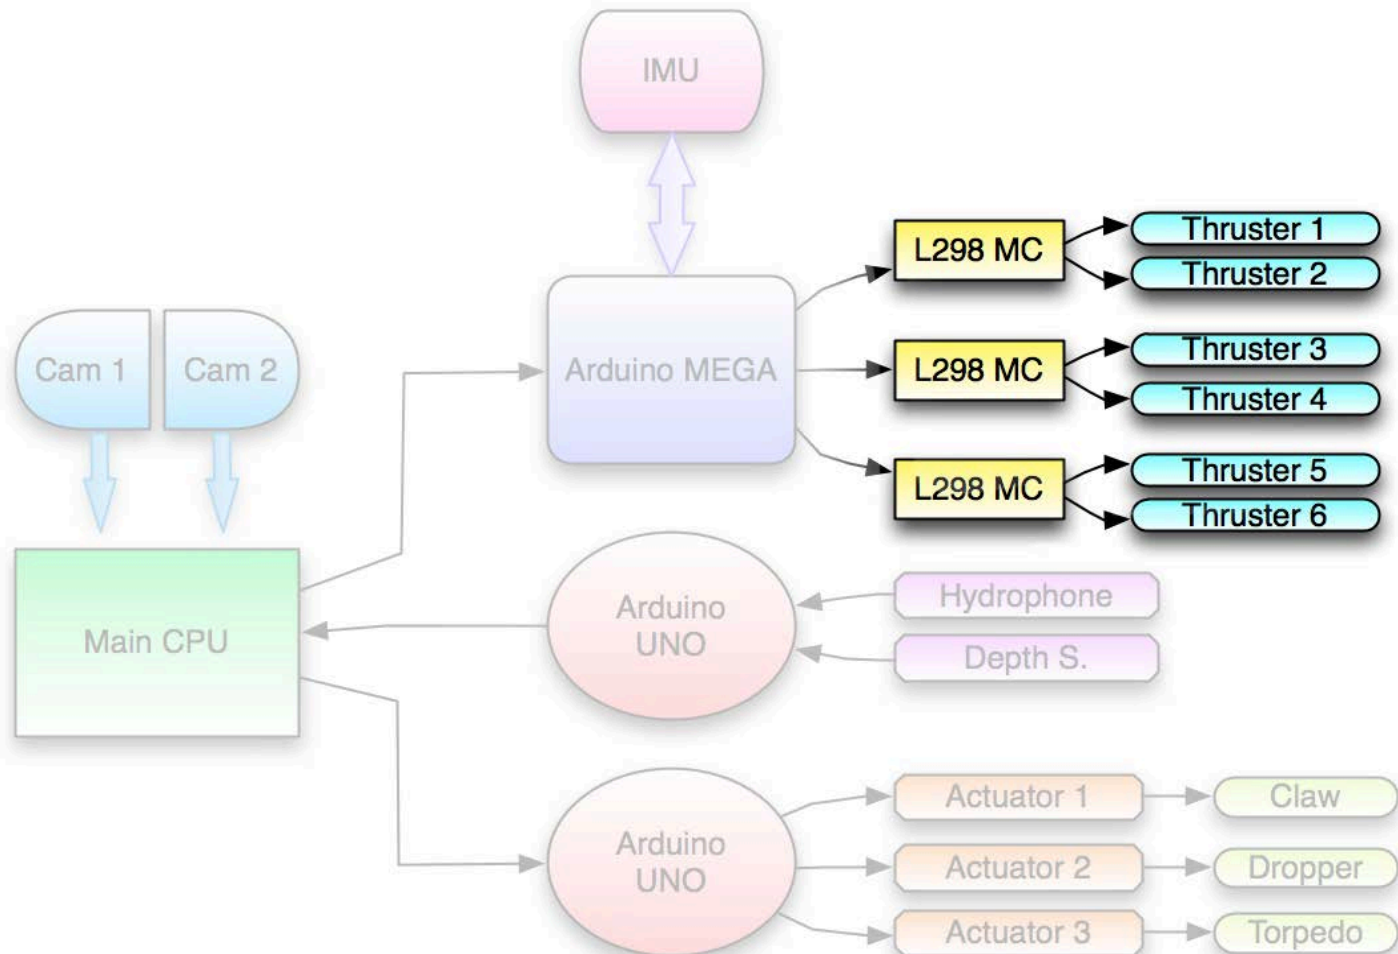 IMU
L298 MC
Thruster 1
Thruster 2
Cam 1
Cam 2
Arduino MEGA
L298 MC
Thruster 3
Thruster 4
L298 MC
Thruster 5
Thruster 6
Main CPU
Arduino
UNO
Hydrophone
Depth S.
Arduino
UNO
Actuator 1
Claw
Actuator 2
Dropper
Actuator 3
Torpedo